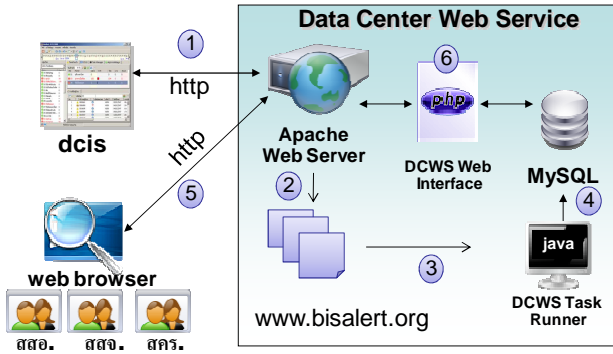 Data Center Web Service
1
http
dcis
http
5
web browser
สสอ. สสจ. สคร.
Apache
Web Server
2
3
6
php
DCWS Web
Interface
MySQL
4
java
DCWS Task
Runner
www.bisalert.org